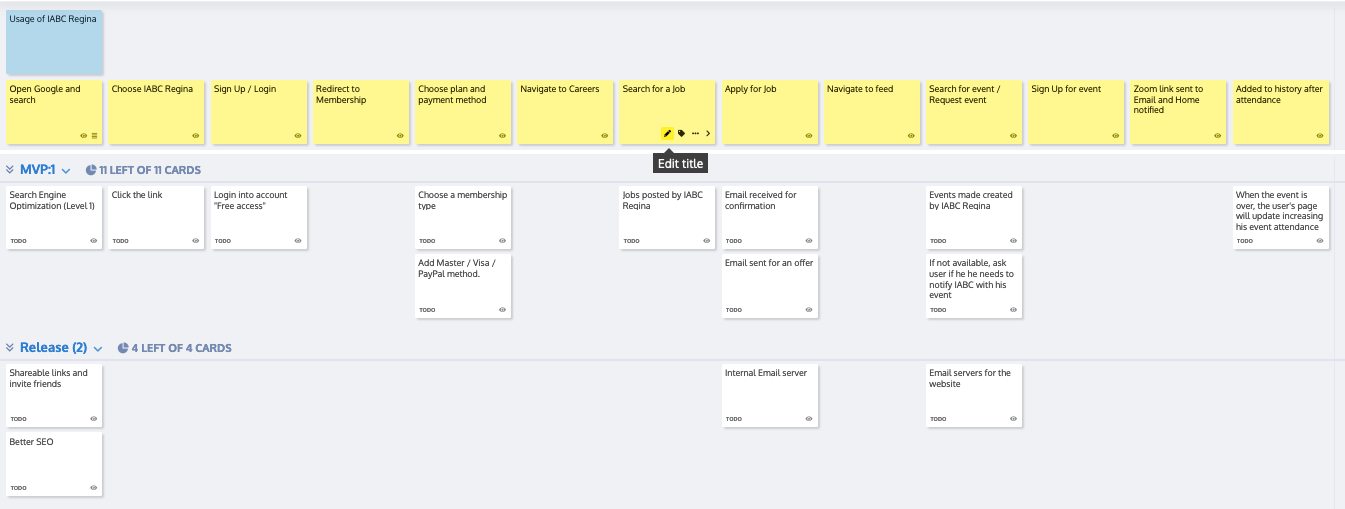 Usage of IABC Regina
Open Google and
search
Choose IABC Regina
Sign Up / Login
Redirect to
Membership
Choose plan and
payment method
Navigate to Careers
Search for a Job
Apply for Job
Navigate to feed
Search for event /
Request event
Sign Up for event
Zoom link sent to
Email and Home
notified
Added to history after
attendance
Edit title
MVP:1
11 LEFT OF 11 CARDS
Search Engine
Optimization (Level 1)
TODO
Click the link
TODO
Login into account
"Free access"
TODO
Choose a membership
type
TODO
Jobs posted by IABC
Regina
TODO
Email received for
confirmation
TODO
Events made created
by IABC Regina
TODO
When the event is
over, the user's page
will update increasing
his event attendance
TODO
Add Master / Visa /
PayPal method.
TODO
Email sent for an offer
TODO
If not available, ask
user if he he needs to
notify IABC with his
event
TODO
Release (2)
4 LEFT OF 4 CARDS
Shareable links and
invite friends
TODO
Internal Email server
TODO
Email servers for the
website
TODO
Better SEO
TODO